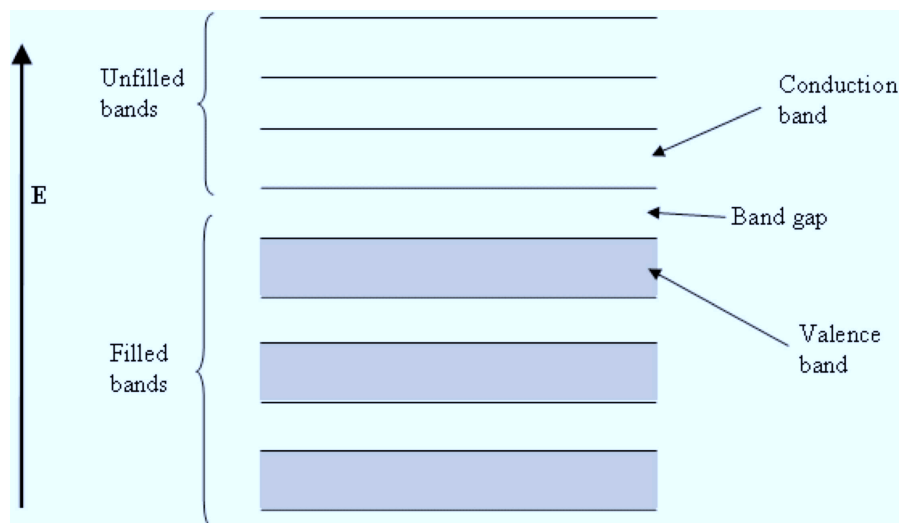 Unfilled
bands
Conduction
band
E
Band gap
Valence
band
Filled
bands